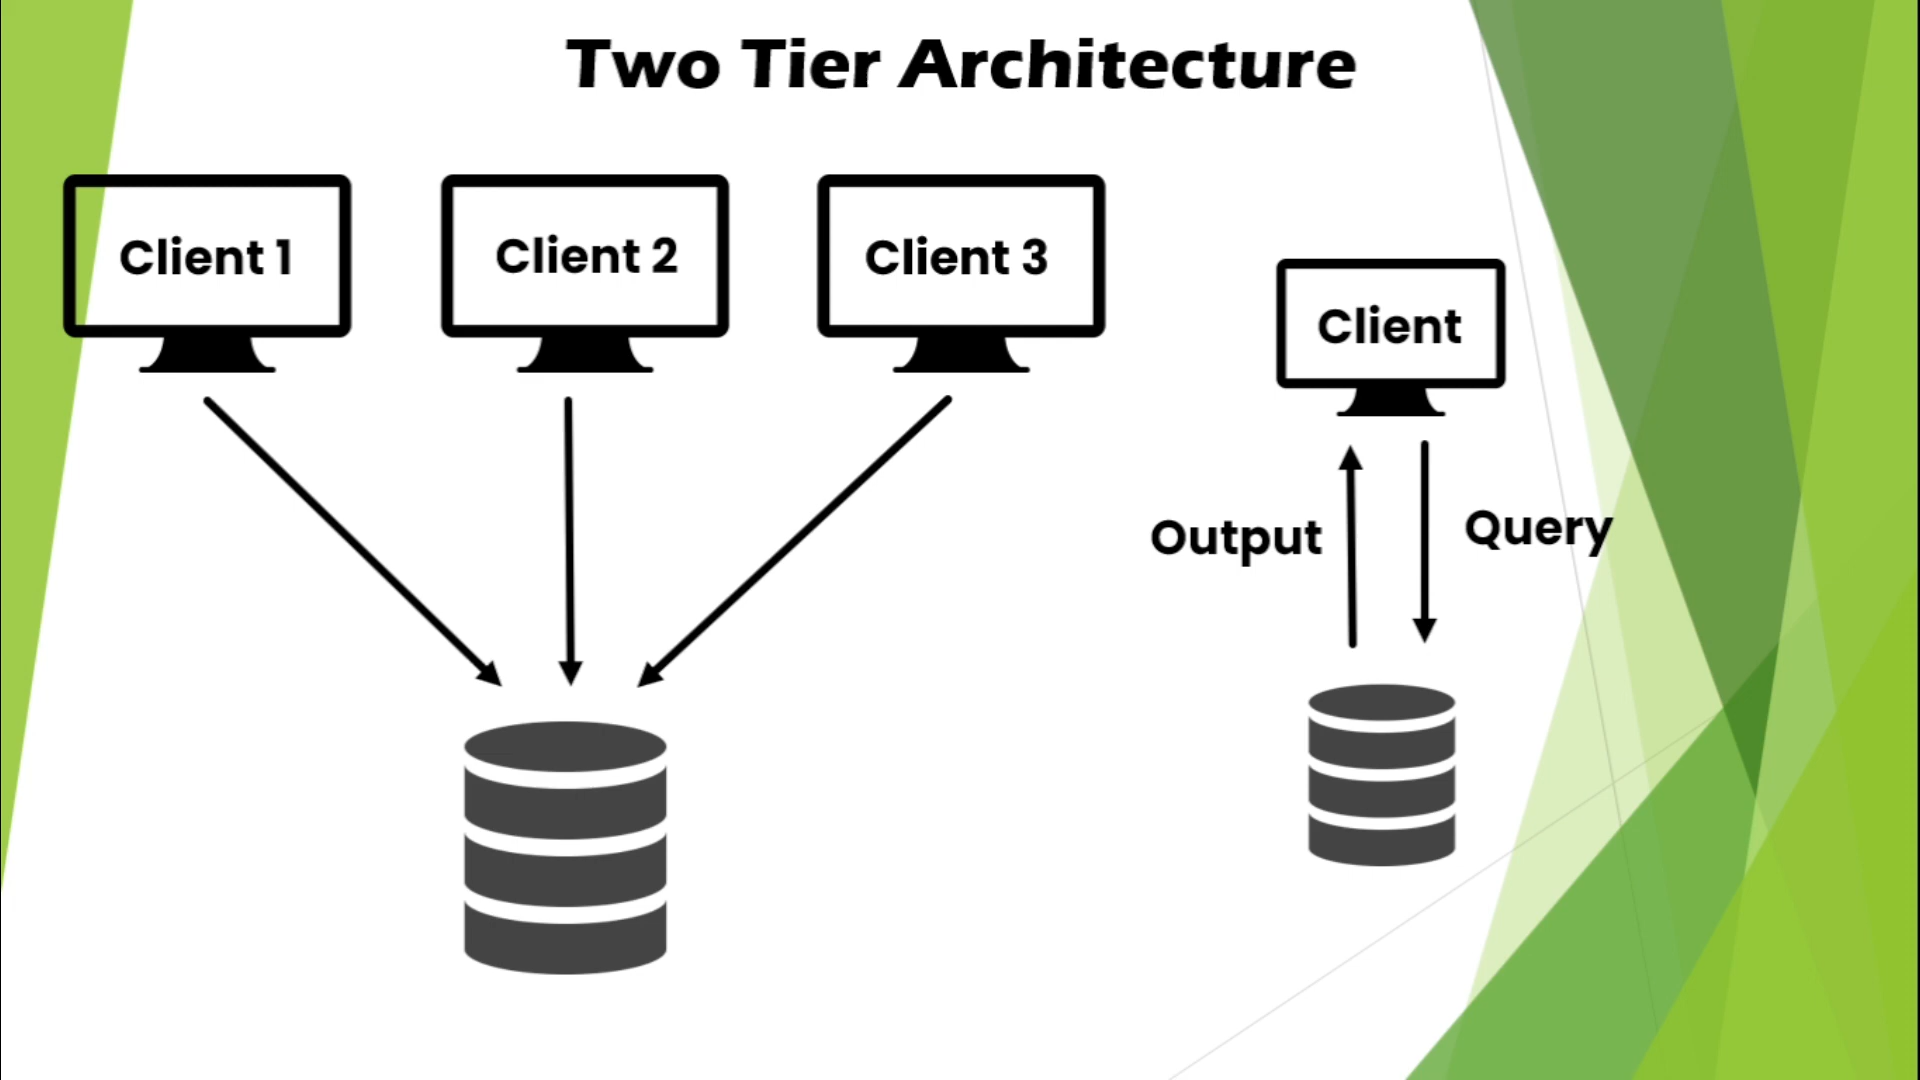 Two Tier Architecture
Client 1
Client 2
Client 3
Client
Output
Query